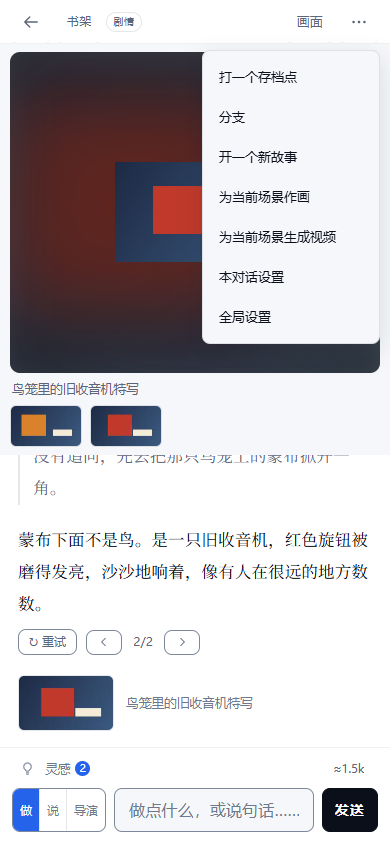 书架 剧情 画面
打一个存档点
分支
开一个新故事
为当前场景作画
为当前场景生成视频
本对话设置
全局设置
鸟笼里的旧收音机特写
没有追问，先去把那只鸟笼上的蒙布掀开一
角。
蒙布下面不是鸟。是一只旧收音机，红色旋钮被
磨得发亮，沙沙地响着，像有人在很远的地方数
数。
↻ 重试 2/2
鸟笼里的旧收音机特写
灵感 2 ≈1.5k
做 说 导演 做点什么，或说句话…… 发送